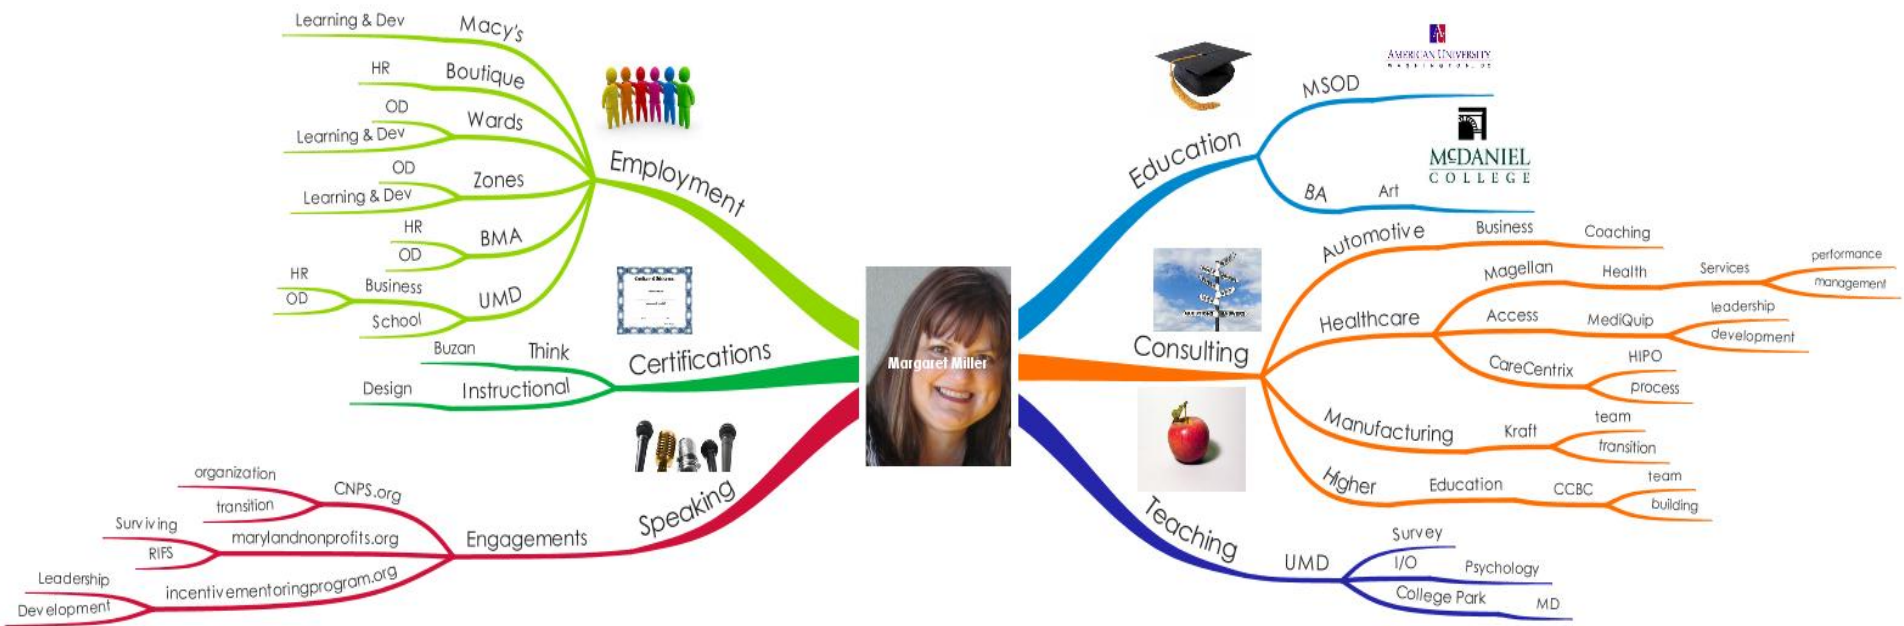 Margaret Miller
Employment
Macy's
Learning & Dev
Boutique
HR
Wards
OD
Learning & Dev
Zones
OD
Learning & Dev
BMA
HR
OD
UMD
Business
HR
OD
School
Certifications
Think
Buzan
Instructional
Design
Speaking
Engagements
CNPS.org
organization
transition
marylandnonprofits.org
Surviving
RIFS
incentivementoringprogram.org
Leadership
Development
Education
MSOD
AMERICAN UNIVERSITY
WASHINGTON, DC
BA
Art
McDANIEL
COLLEGE
Consulting
Automotive
Business
Coaching
Healthcare
Magellan
Health
Services
performance
management
Access
MediQuip
leadership
development
CareCentrix
HIPO
process
Manufacturing
Kraft
team
transition
Higher
Education
CCBC
team
building
Teaching
UMD
Survey
I/O
Psychology
College Park
MD